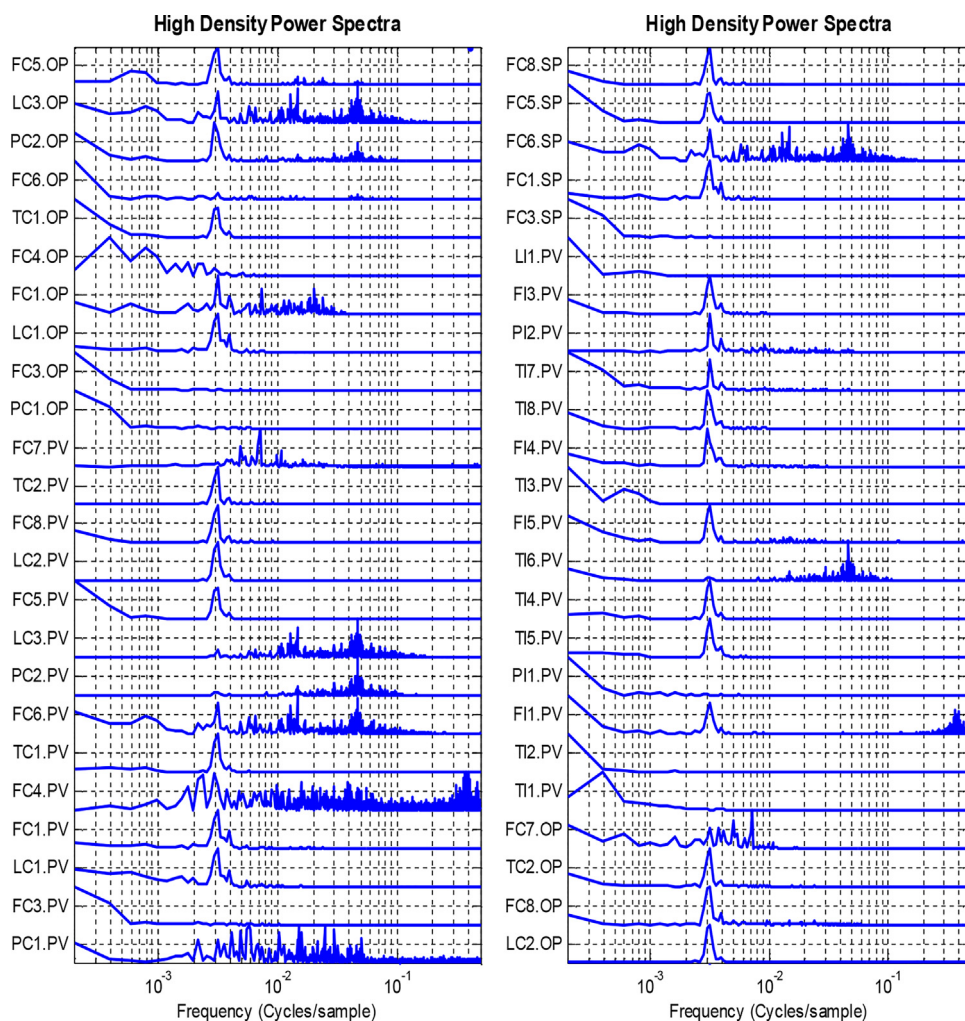 High Density Power Spectra
FC5.OP
LC3.OP
PC2.OP
FC6.OP
TC1.OP
FC4.OP
FC1.OP
LC1.OP
FC3.OP
PC1.OP
FC7.PV
TC2.PV
FC8.PV
LC2.PV
FC5.PV
LC3.PV
PC2.PV
FC6.PV
TC1.PV
FC4.PV
FC1.PV
LC1.PV
FC3.PV
PC1.PV
10⁻³ 10⁻² 10⁻¹
Frequency (Cycles/sample)
High Density Power Spectra
FC8.SP
FC5.SP
FC6.SP
FC1.SP
FC3.SP
LI1.PV
FI3.PV
PI2.PV
TI7.PV
TI8.PV
FI4.PV
TI3.PV
FI5.PV
TI6.PV
TI4.PV
TI5.PV
PI1.PV
FI1.PV
TI2.PV
TI1.PV
FC7.OP
TC2.OP
FC8.OP
LC2.OP
10⁻³ 10⁻² 10⁻¹
Frequency (Cycles/sample)